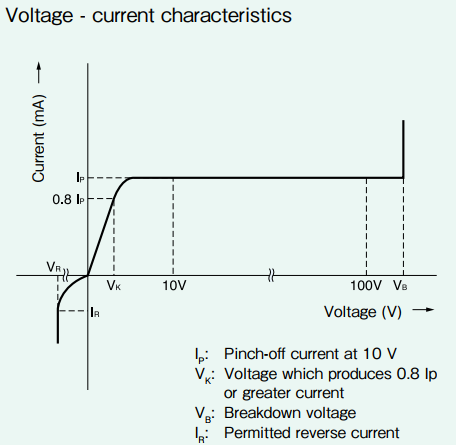 Voltage - current characteristics
Current (mA)
IP
0.8 IP
VR
VK
10V
100V
VB
IR
Voltage (V)
IP: Pinch-off current at 10 V
VK: Voltage which produces 0.8 Ip
or greater current
VB: Breakdown voltage
IR: Permitted reverse current